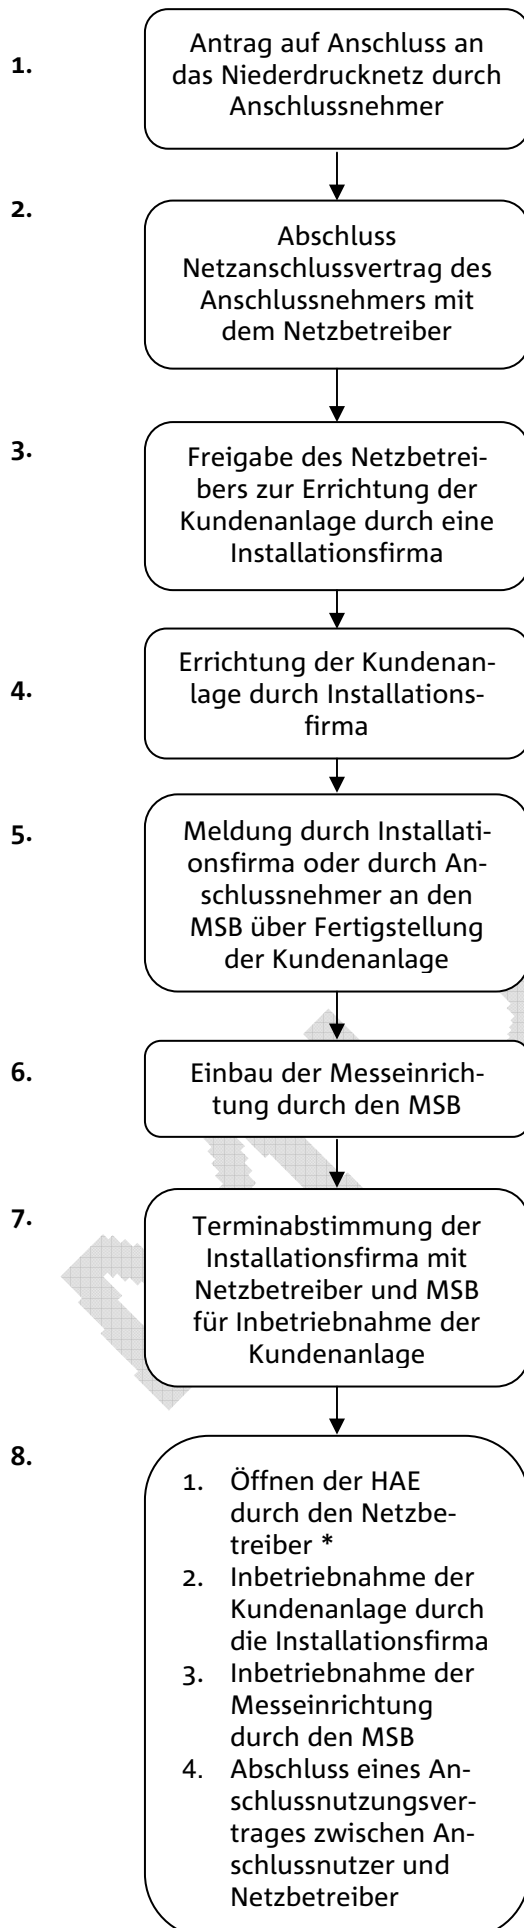 1.
Antrag auf Anschluss an
das Niederdrucknetz durch
Anschlussnehmer
2.
Abschluss
Netzanschlussvertrag des
Anschlussnehmers mit
dem Netzbetreiber
3.
Freigabe des Netzbetrei-
bers zur Errichtung der
Kundenanlage durch eine
Installationsfirma
4.
Errichtung der Kundenan-
lage durch Installations-
firma
5.
Meldung durch Installati-
onsfirma oder durch An-
schlussnehmer an den
MSB über Fertigstellung
der Kundenanlage
6.
Einbau der Messeinrich-
tung durch den MSB
7.
Terminabstimmung der
Installationsfirma mit
Netzbetreiber und MSB
für Inbetriebnahme der
Kundenanlage
8.
1. Öffnen der HAE
durch den Netzbe-
treiber *
2. Inbetriebnahme der
Kundenanlage durch
die Installationsfirma
3. Inbetriebnahme der
Messeinrichtung
durch den MSB
4. Abschluss eines An-
schlussnutzungsver-
trages zwischen An-
schlussnutzer und
Netzbetreiber